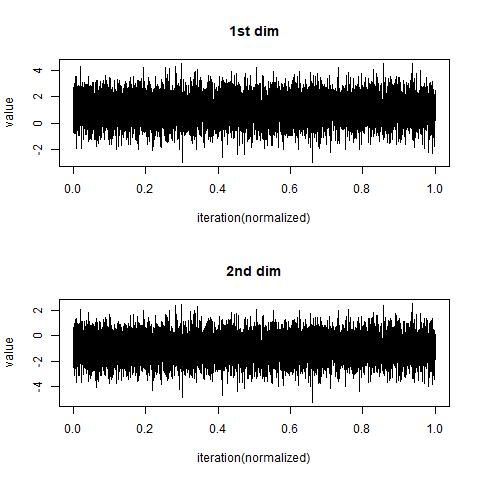 1st dim
value
4
2
0
-2
0.0 0.2 0.4 0.6 0.8 1.0
iteration(normalized)
2nd dim
value
2
0
-2
-4
0.0 0.2 0.4 0.6 0.8 1.0
iteration(normalized)